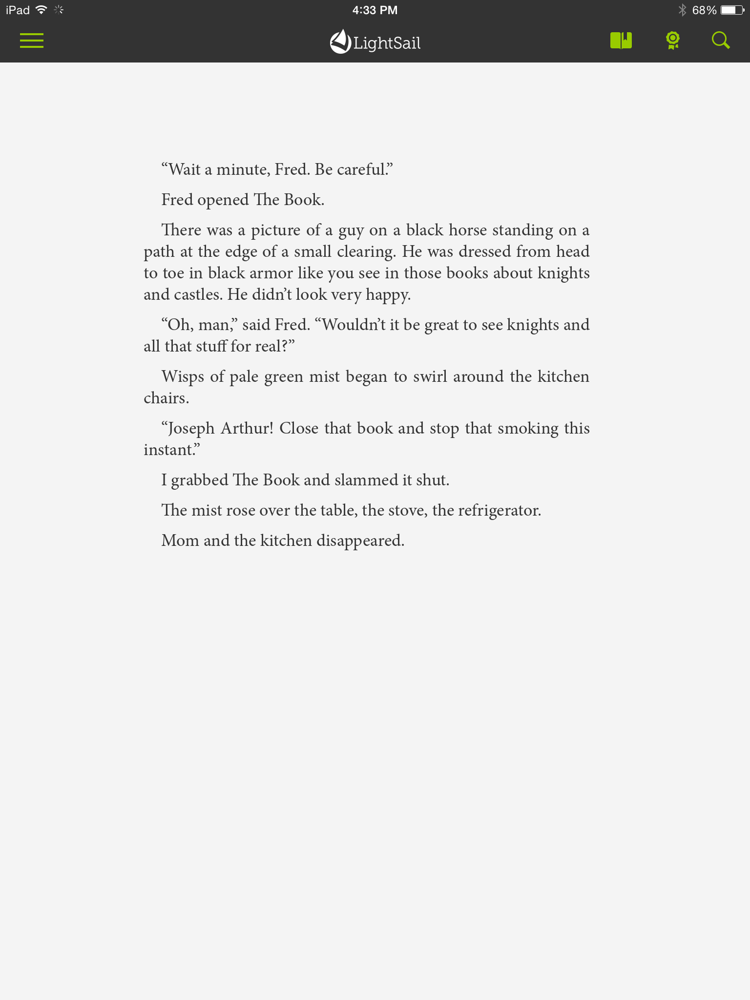 iPad 4:33 PM 68%
LightSail
“Wait a minute, Fred. Be careful.”
Fred opened The Book.
There was a picture of a guy on a black horse standing on a
path at the edge of a small clearing. He was dressed from head
to toe in black armor like you see in those books about knights
and castles. He didn’t look very happy.
“Oh, man,” said Fred. “Wouldn’t it be great to see knights and
all that stuff for real?”
Wisps of pale green mist began to swirl around the kitchen
chairs.
“Joseph Arthur! Close that book and stop that smoking this
instant.”
I grabbed The Book and slammed it shut.
The mist rose over the table, the stove, the refrigerator.
Mom and the kitchen disappeared.